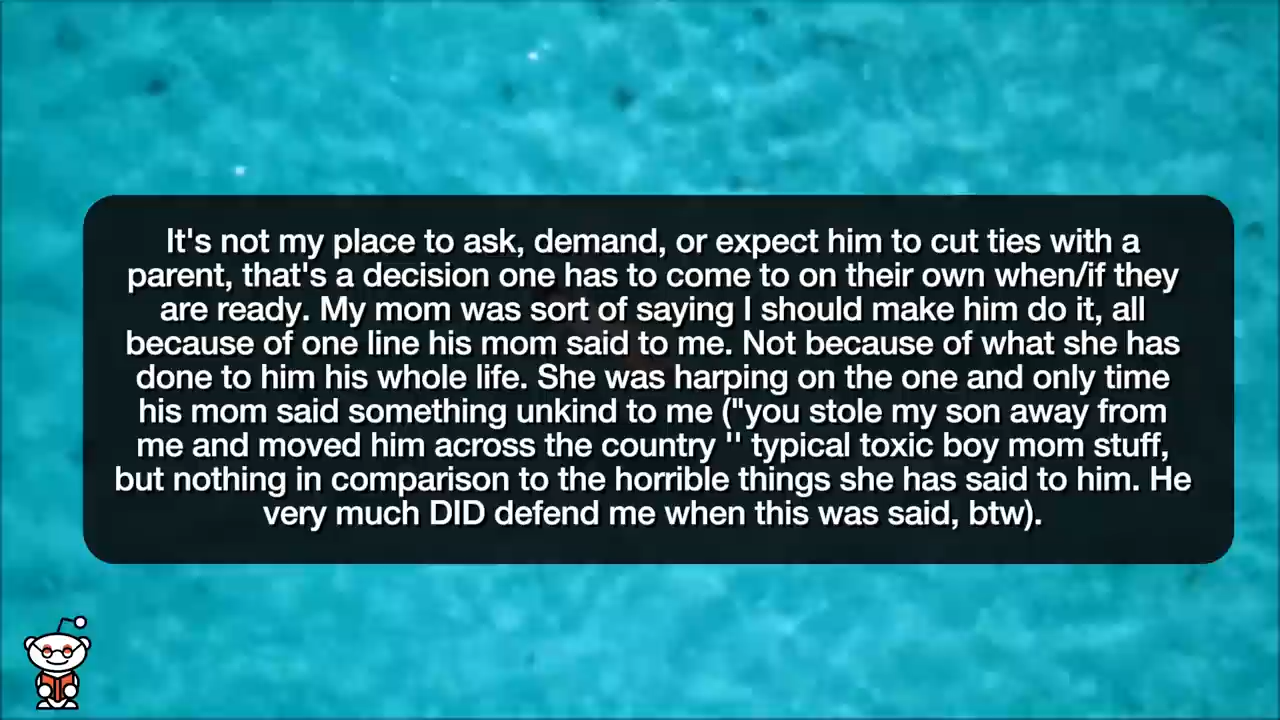 It's not my place to ask, demand, or expect him to cut ties with a
parent, that's a decision one has to come to on their own when/if they
are ready. My mom was sort of saying I should make him do it, all
because of one line his mom said to me. Not because of what she has
done to him his whole life. She was harping on the one and only time
his mom said something unkind to me ("you stole my son away from
me and moved him across the country '' typical toxic boy mom stuff,
but nothing in comparison to the horrible things she has said to him. He
very much DID defend me when this was said, btw).